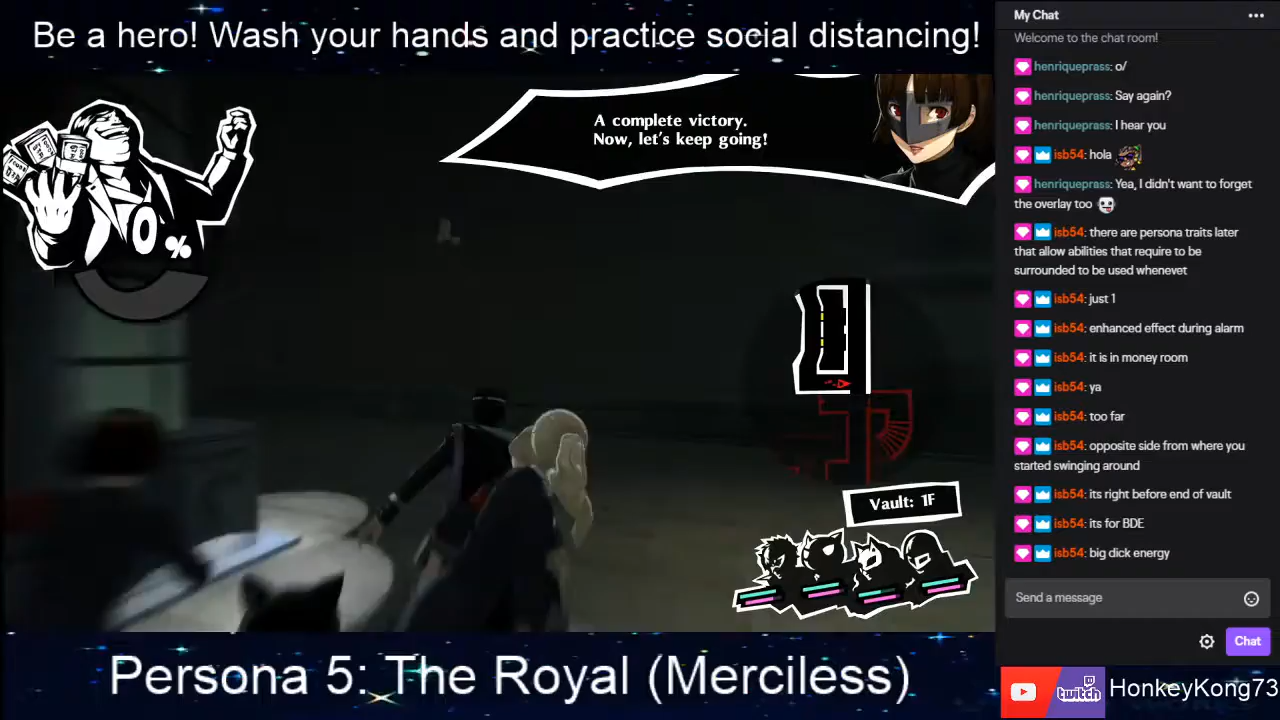 Be a hero! Wash your hands and practice social distancing!
A complete victory.
Now, let's keep going!
0 %
Vault: 1F
Persona 5: The Royal (Merciless)
My Chat
Welcome to the chat room!
henriqueprass: o/
henriqueprass: Say again?
henriqueprass: I hear you
isb54: hola
henriqueprass: Yea, I didn't want to forget
the overlay too
isb54: there are persona traits later
that allow abilities that require to be
surrounded to be used whenevet
isb54: just 1
isb54: enhanced effect during alarm
isb54: it is in money room
isb54: ya
isb54: too far
isb54: opposite side from where you
started swinging around
isb54: its right before end of vault
isb54: its for BDE
isb54: big dick energy
Send a message
Chat
twitch
HonkeyKong73